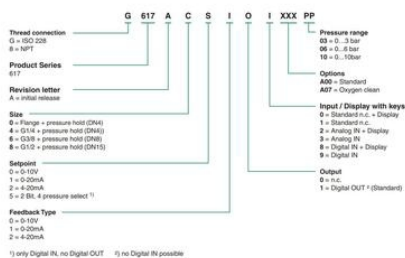 G 617 A C S I O I XXX PP
Thread connection
G = ISO 228
8 = NPT
Product Series
617
Revision letter
A = initial release
Size
0 = Flange + pressure hold (DN4)
4 = G1/4 + pressure hold (DN4))
6 = G3/8 + pressure hold (DN8)
8 = G1/2 + pressure hold (DN15)
Setpoint
0 = 0-10V
1 = 0-20mA
2 = 4-20mA
5 = 2 Bit, 4 pressure select ¹⁾
Feedback Type
0 = 0-10V
1 = 0-20mA
2 = 4-20mA
Pressure range
03 = 0...3 bar
06 = 0...6 bar
10 = 0...10bar
Options
A00 = Standard
A07 = Oxygen clean
Input / Display with keys
0 = Standard n.c. + Display
1 = Standard n.c.
2 = Analog IN + Display
3 = Analog IN
8 = Digital IN + Display
9 = Digital IN
Output
0 = n.c.
1 = Digital OUT ² (Standard)
¹) only Digital IN, no Digital OUT ²) no Digital IN possible